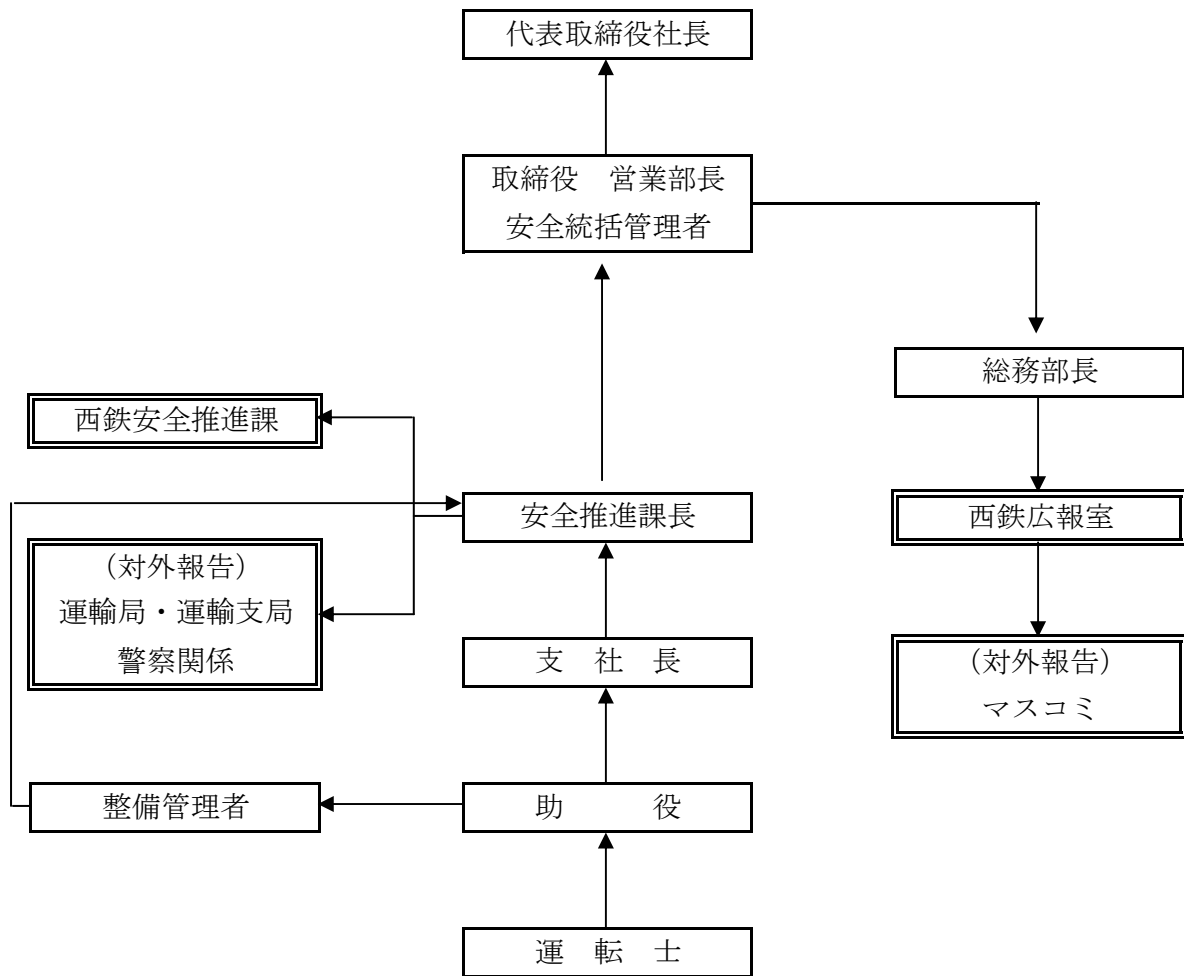 代表取締役社長
取締役　営業部長
安全統括管理者
総務部長
西鉄安全推進課
安全推進課長
西鉄広報室
（対外報告）
運輸局・運輸支局
警察関係
支　社　長
（対外報告）
マスコミ
整備管理者
助　　　役
運　転　士